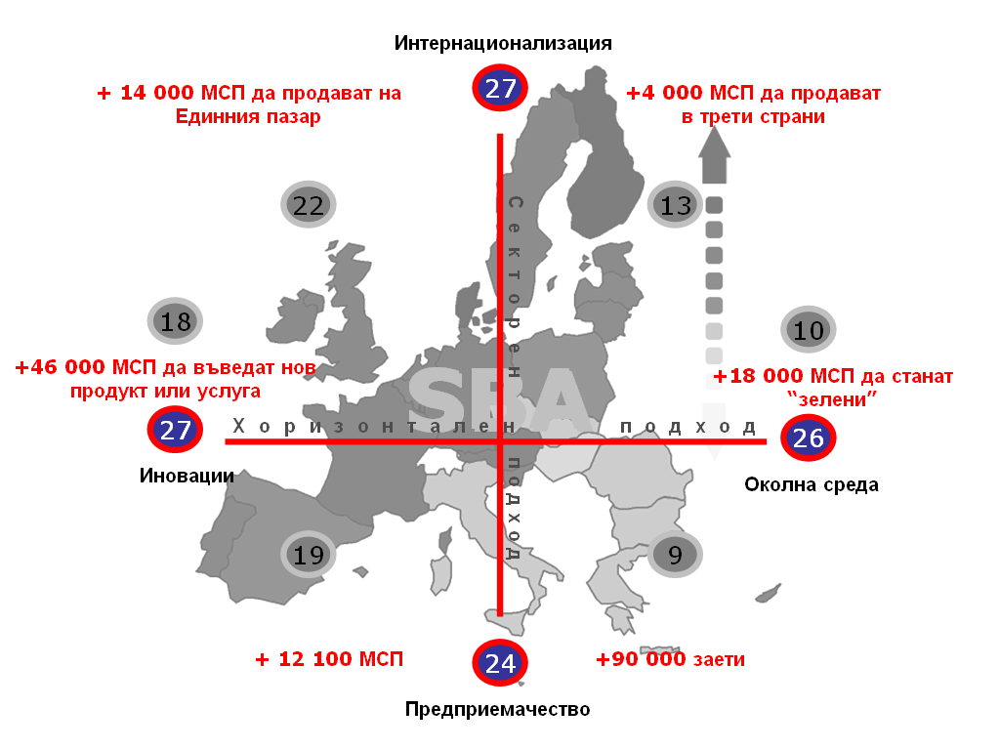 Интернационализация
27
+ 14 000 МСП да продават на
Единния пазар
+4 000 МСП да продават
в трети страни
22
13
Секторен подход
18
10
+46 000 МСП да въведат нов
продукт или услуга
+18 000 МСП да станат
“зелени”
SBA
27
Хоризонтален подход
26
Иновации
Околна среда
19
9
+ 12 100 МСП
24
+90 000 заети
Предприемачество